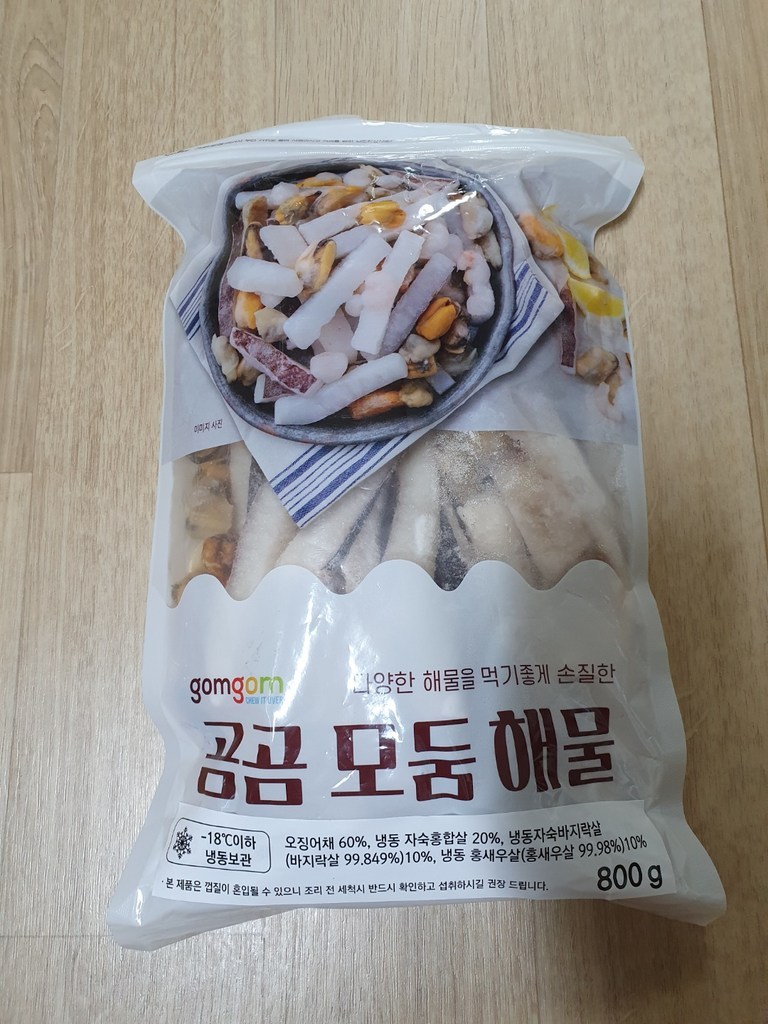 이미지 사진
gomgom
CHEW IT OVER
다양한 해물을 먹기좋게 손질한
곰곰 모둠 해물
-18℃이하
냉동보관
오징어채 60%, 냉동 자숙홍합살 20%, 냉동자숙바지락살
(바지락살 99.849%)10%, 냉동 홍새우살(홍새우살 99.98%)10%
· 본 제품은 껍질이 혼입될 수 있으니 조리 전 세척시 반드시 확인하고 섭취하시길 권장 드립니다.
800g